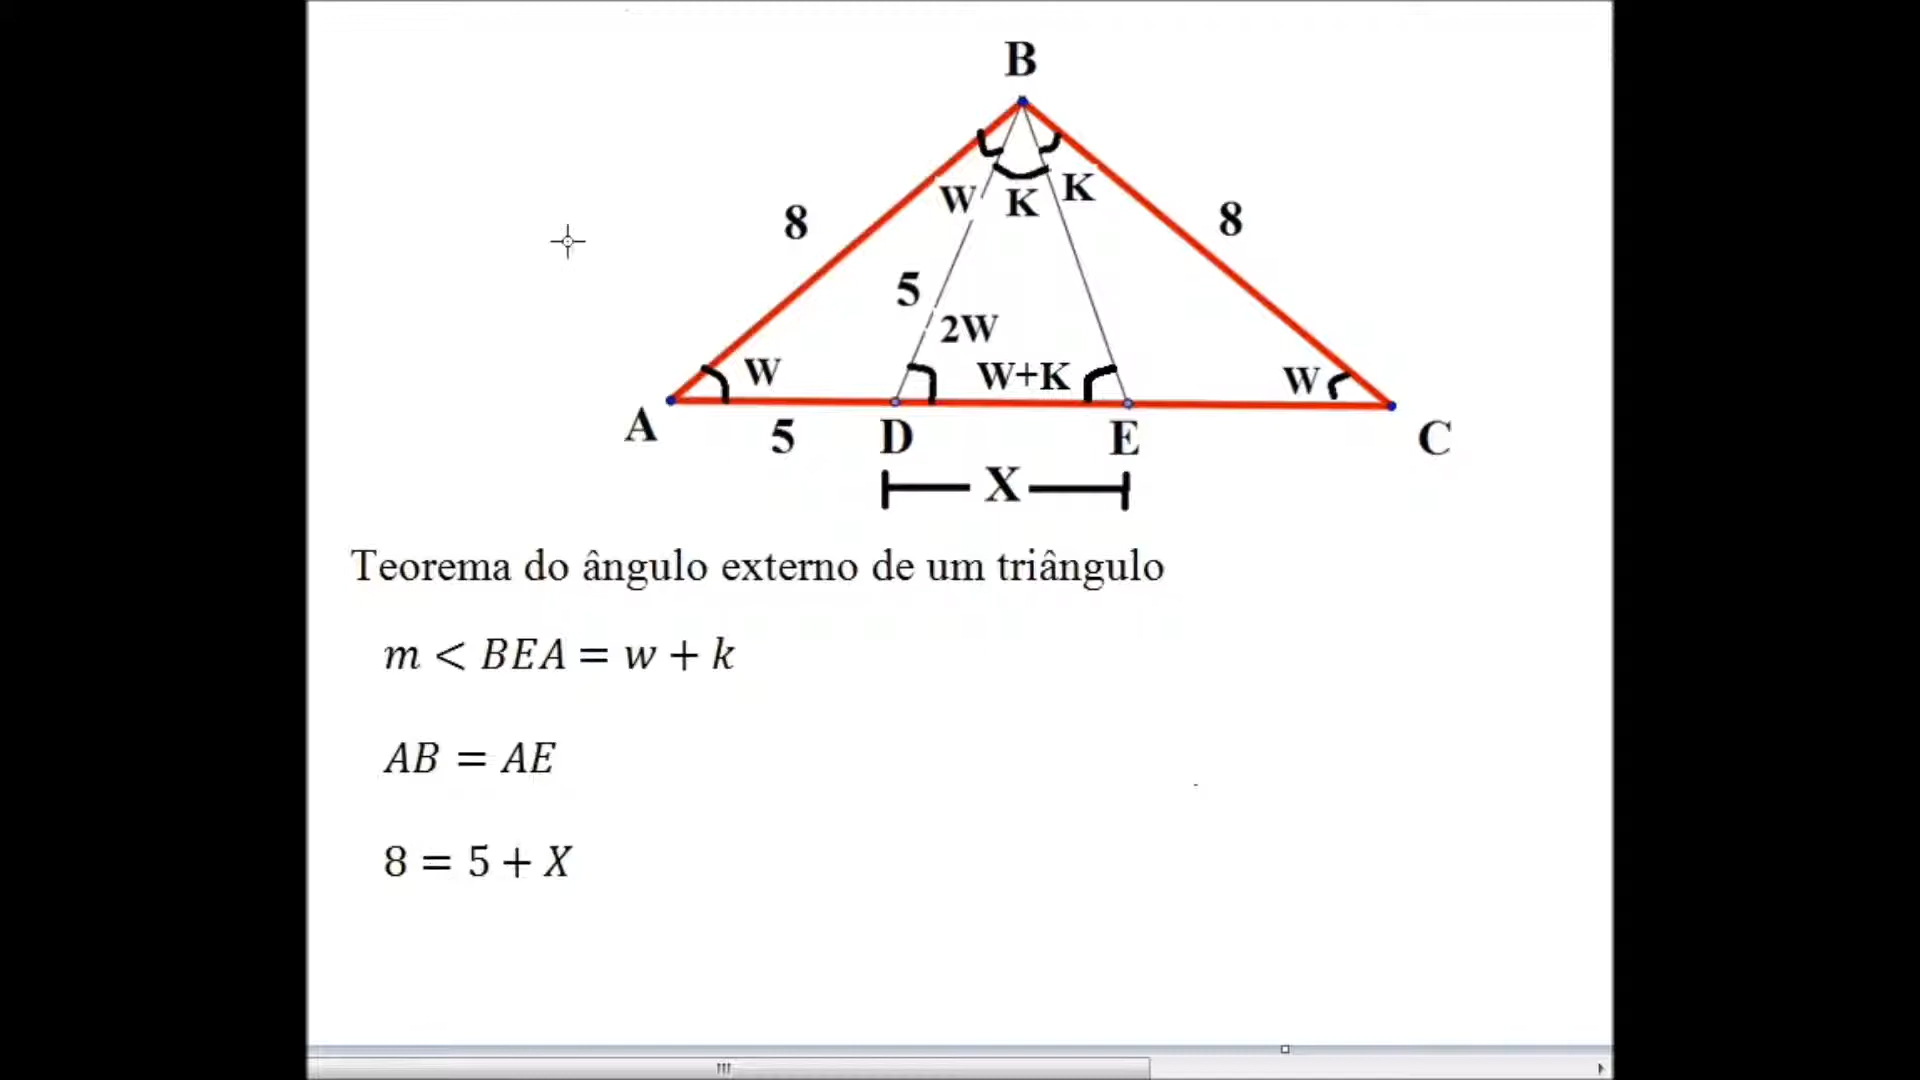 B
W K K
8 8
5
2W
W W+K W
A 5 D E C
X
Teorema do ângulo externo de um triângulo
m < BEA = w + k
AB = AE
8 = 5 + X